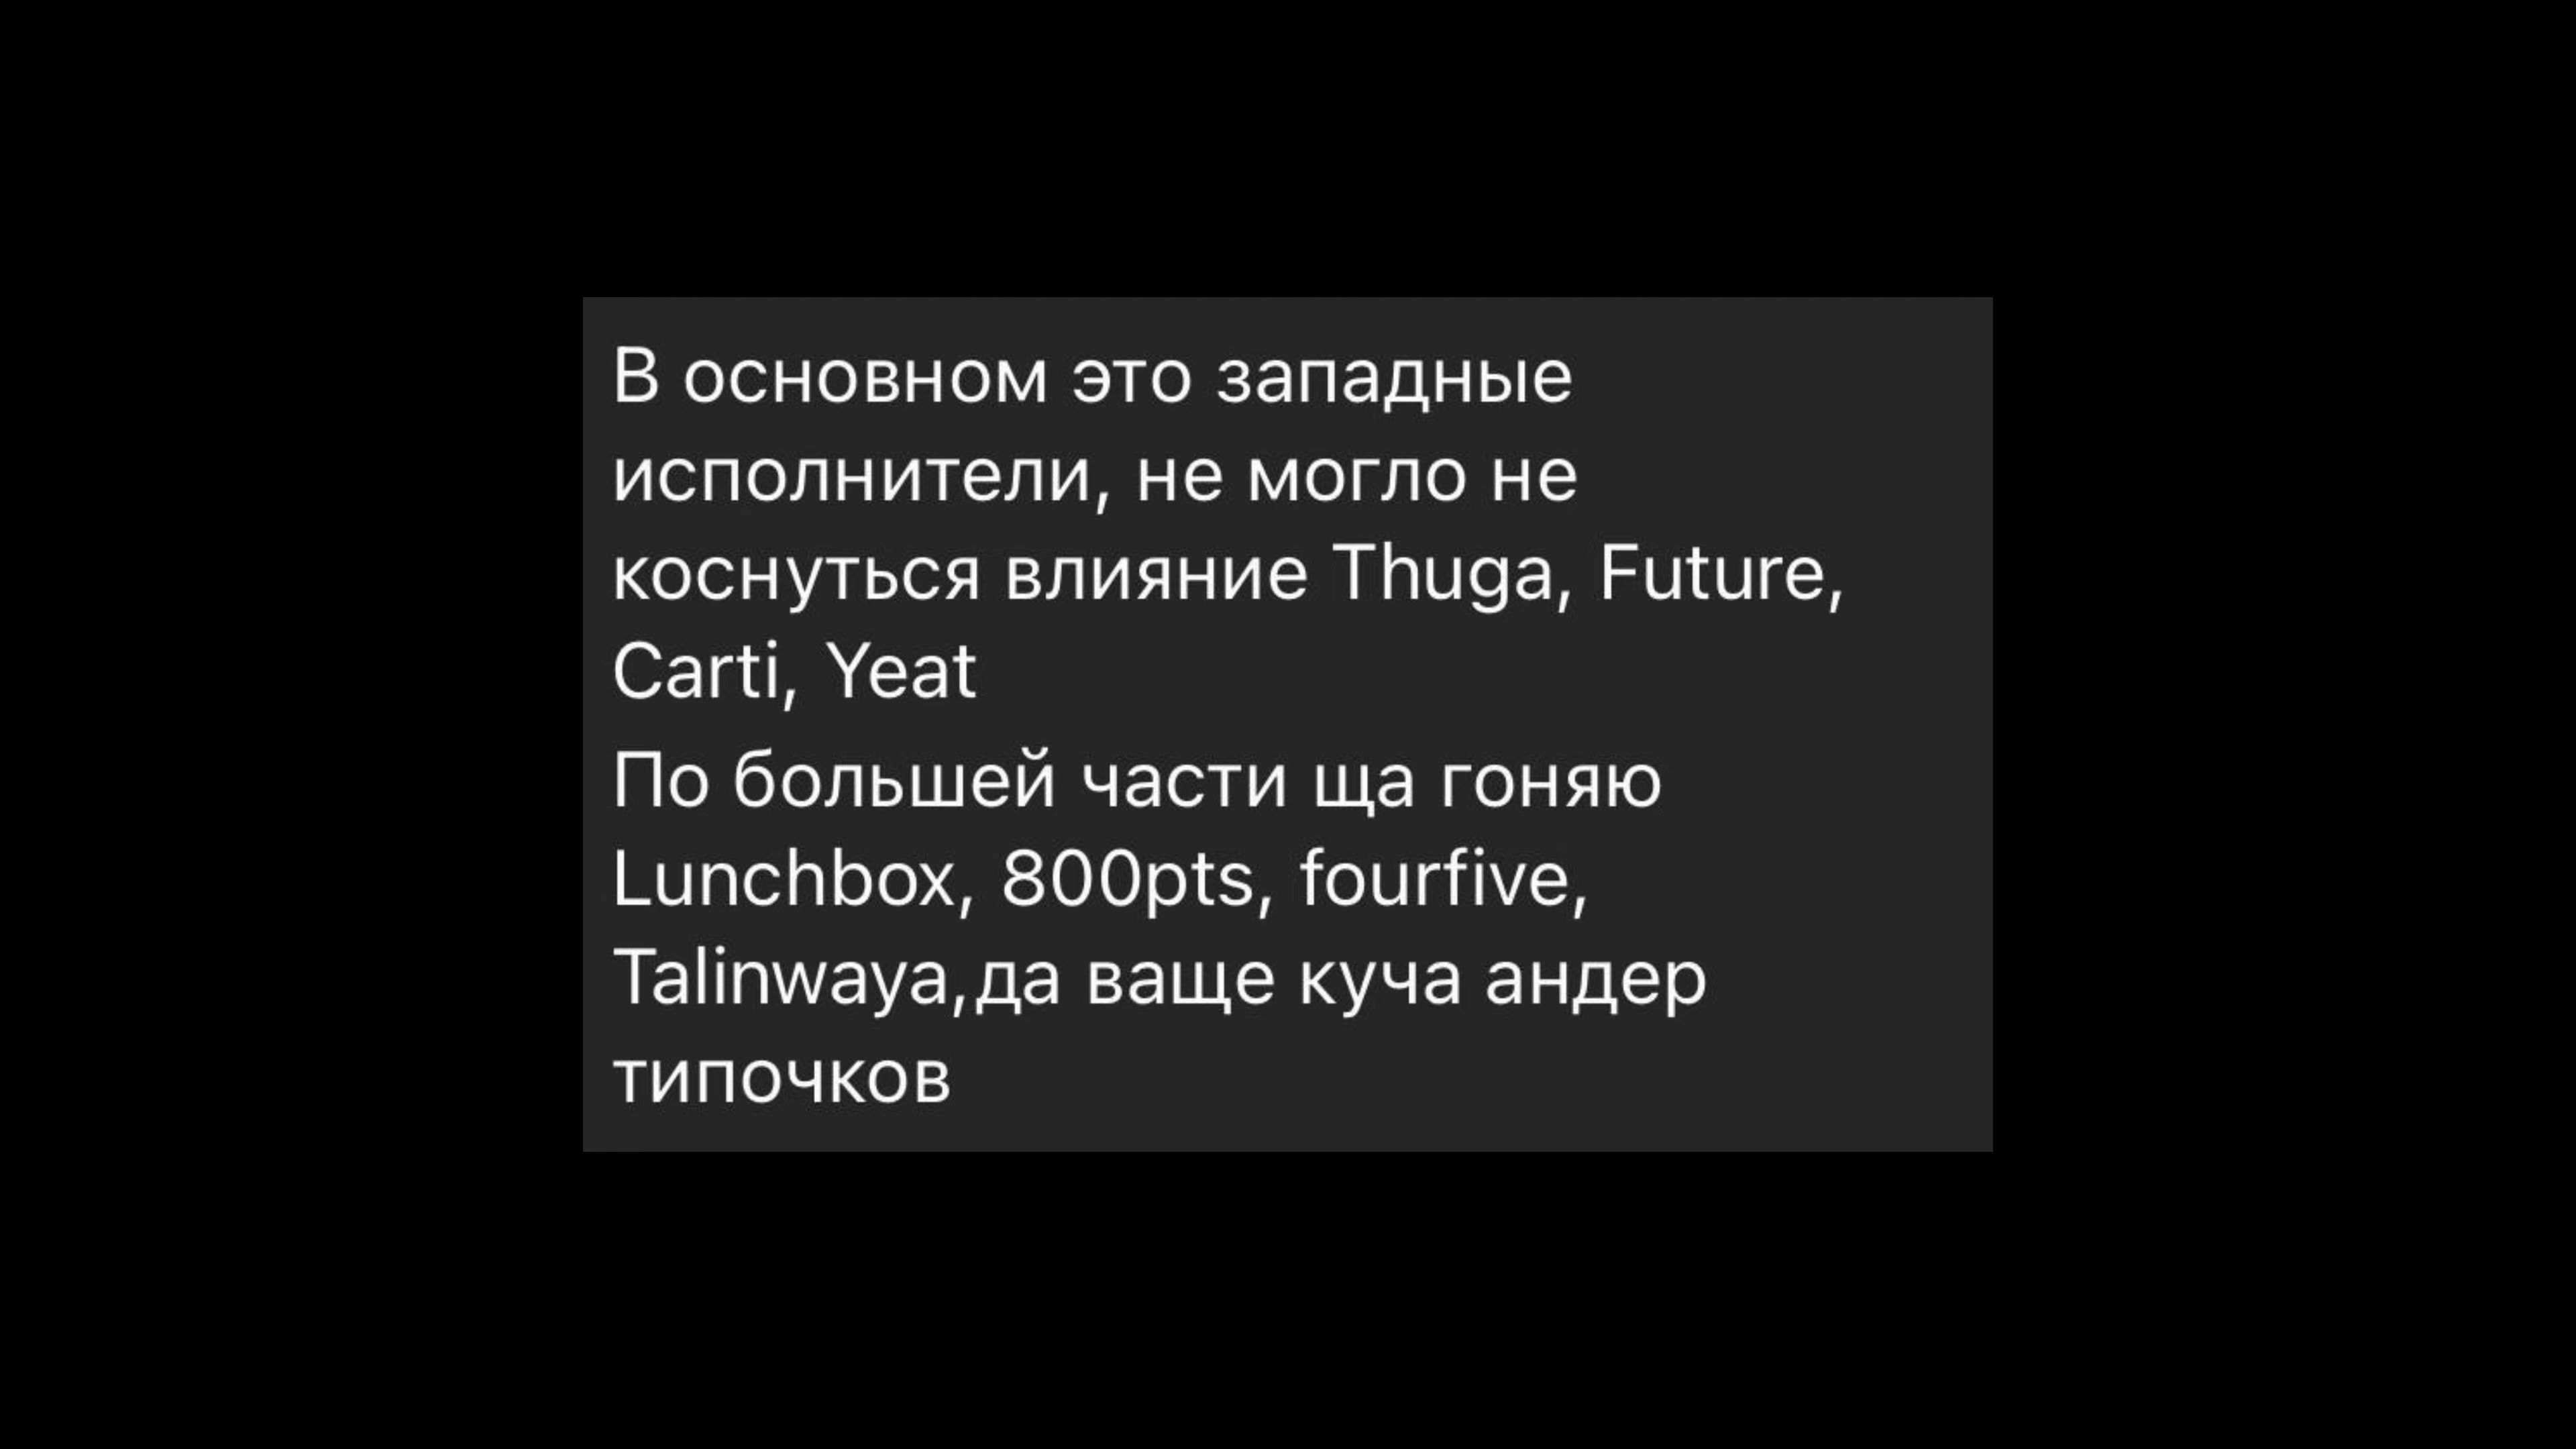 В основном это западные
исполнители, не могло не
коснуться влияние Thuga, Future,
Carti, Yeat
По большей части ща гоняю
Lunchbox, 800pts, fourfive,
Talinwaya,да ваще куча андер
типочков